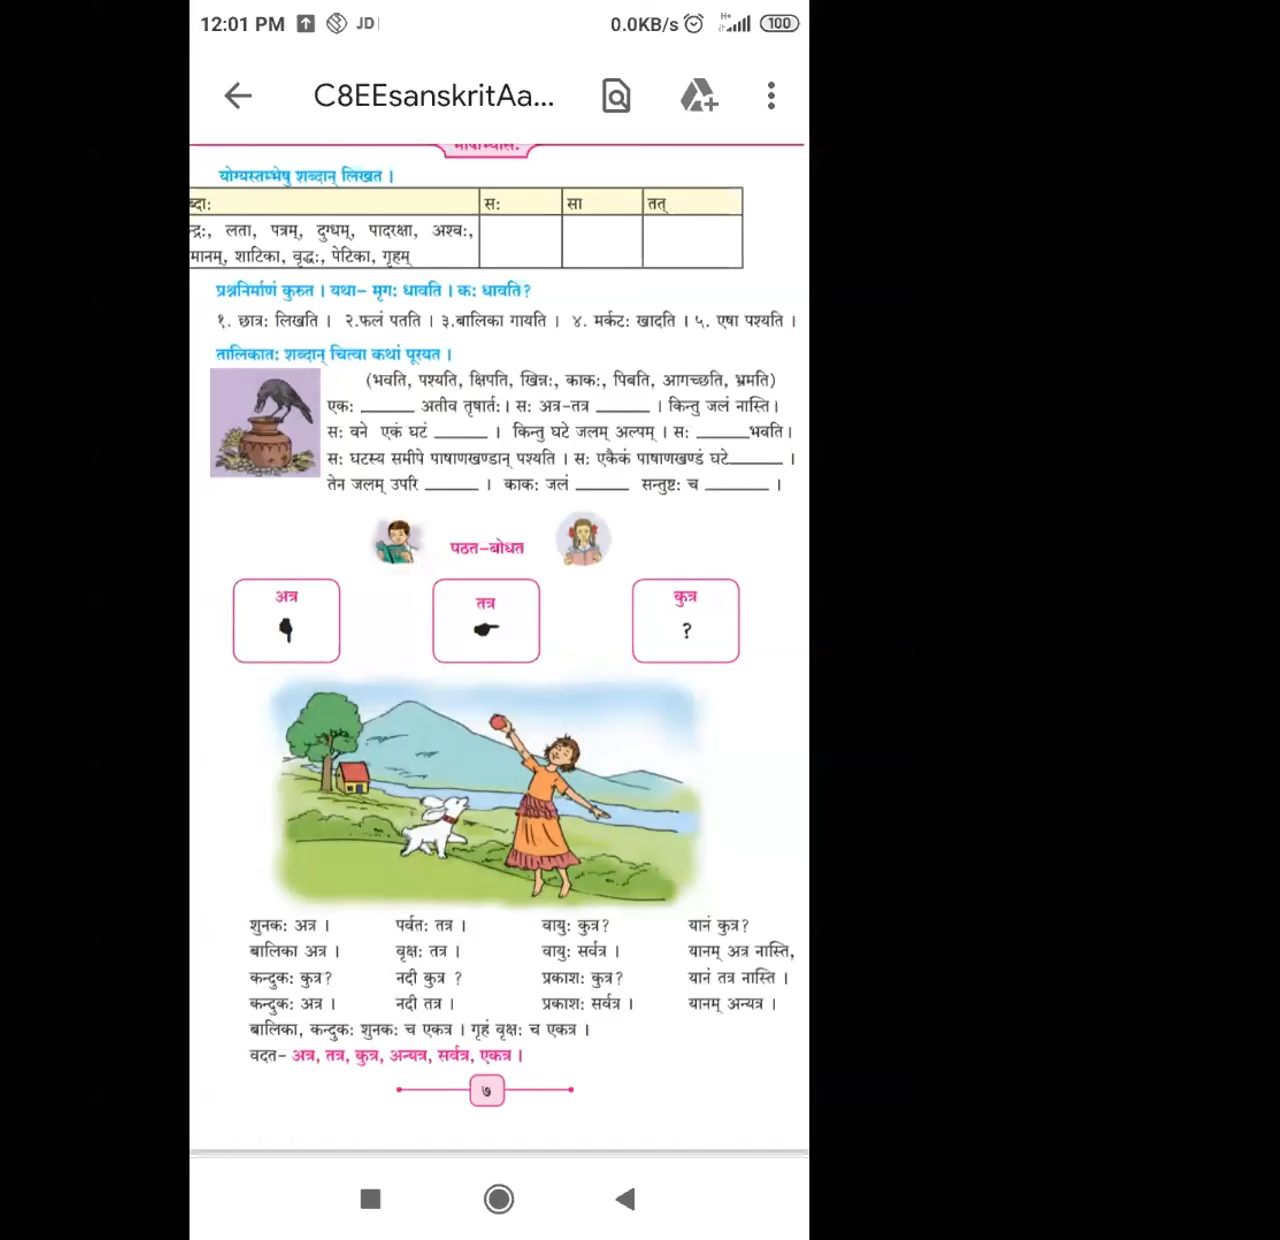 12:01 PM JD 0.0KB/s H+ 100
C8EEsanskritAa...
योग्यस्तम्भेषु शब्दान् लिखत ।
ब्दाः सः सा तत्
न्द्रः, लता, पत्रम्, दुग्धम्, पादरक्षा, अश्वः,
मानम्, शाटिका, वृद्धः, पेटिका, गृहम्
प्रश्ननिर्माणं कुरुत । यथा– मृगः धावति । कः धावति?
१. छात्रः लिखति । २.फलं पतति । ३.बालिका गायति । ४. मर्कटः खादति । ५. एषा पश्यति ।
तालिकातः शब्दान् चित्वा कथां पूरयत ।
(भवति, पश्यति, क्षिपति, खिन्नः, काकः, पिबति, आगच्छति, भ्रमति)
एकः ______ अतीव तृषार्तः। सः अत्र–तत्र ______ । किन्तु जलं नास्ति।
सः वने एकं घटं ______ । किन्तु घटे जलम् अल्पम् । सः ______भवति।
सः घटस्य समीपे पाषाणखण्डान् पश्यति । सः एकैकं पाषाणखण्डं घटे______ ।
तेन जलम् उपरि ______ । काकः जलं ______ सन्तुष्टः च ______ ।
पठत–बोधत
अत्र तत्र कुत्र
?
शुनकः अत्र । पर्वतः तत्र । वायुः कुत्र? यानं कुत्र?
बालिका अत्र । वृक्षः तत्र । वायुः सर्वत्र । यानम् अत्र नास्ति,
कन्दुकः कुत्र? नदी कुत्र ? प्रकाशः कुत्र? यानं तत्र नास्ति ।
कन्दुकः अत्र । नदी तत्र । प्रकाशः सर्वत्र । यानम् अन्यत्र ।
बालिका, कन्दुकः शुनकः च एकत्र । गृहं वृक्षः च एकत्र ।
वदत– अत्र, तत्र, कुत्र, अन्यत्र, सर्वत्र, एकत्र ।
७